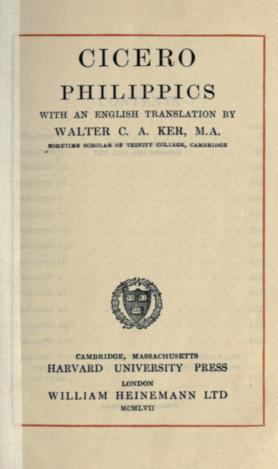 CICERO
PHILIPPICS
WITH AN ENGLISH TRANSLATION BY
WALTER C. A. KER, M.A.
SOMETIME SCHOLAR OF TRINITY COLLEGE, CAMBRIDGE
CAMBRIDGE, MASSACHUSETTS
HARVARD UNIVERSITY PRESS
LONDON
WILLIAM HEINEMANN LTD
MCMLVII